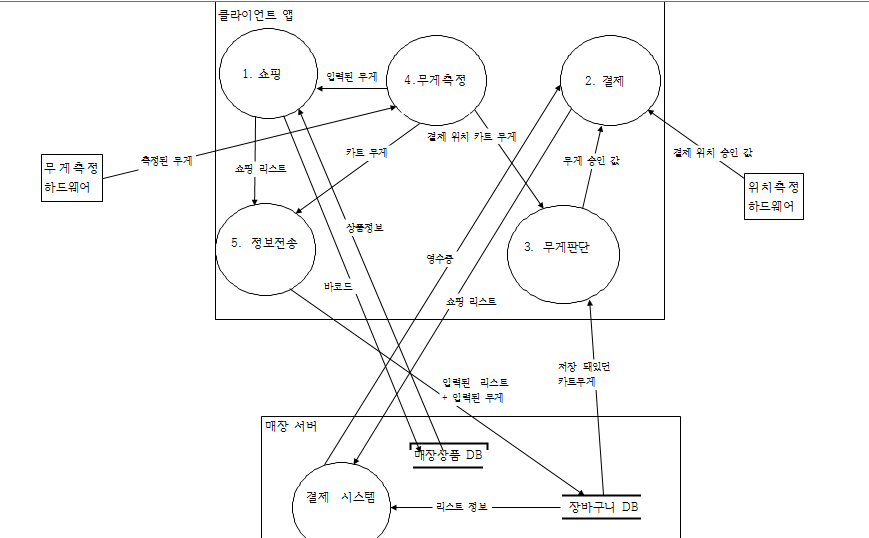 클라이언트 앱
1. 쇼핑
입력된 무게
4.무게측정
2. 결제
결제 위치 카트 무게
측정된 무게
쇼핑 리스트
카트 무게
무게 승인 값
결제 위치 승인 값
무게측정
하드웨어
위치측정
하드웨어
5. 정보전송
상품정보
3. 무게판단
영수증
바코드
쇼핑 리스트
저장 돼있던
카트무게
입력된 리스트
+ 입력된 무게
매장 서버
매장상품 DB
결제 시스템
리스트 정보
장바구니 DB